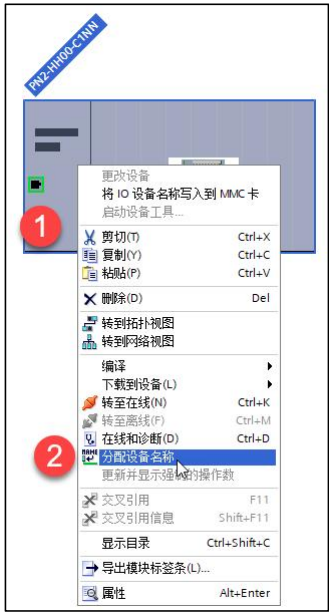 PN2-HH00-C1NN
1
更改设备
将 IO 设备名称写入到 MMC 卡
启动设备工具...
剪切(T) Ctrl+X
复制(Y) Ctrl+C
粘贴(P) Ctrl+V
删除(D) Del
转到拓扑视图
转到网络视图
编译
下载到设备(L)
转至在线(N) Ctrl+K
转至离线(F) Ctrl+M
在线和诊断(D) Ctrl+D
2
NAME
分配设备名称
更新并显示强制的操作数
交叉引用 F11
交叉引用信息 Shift+F11
显示目录 Ctrl+Shift+C
导出模块标签条(L)...
属性 Alt+Enter